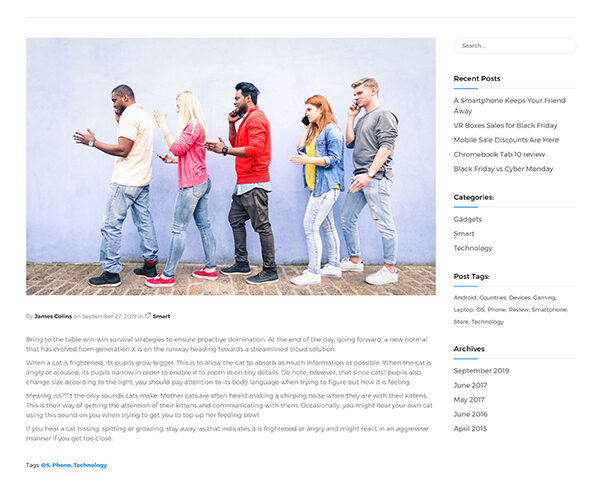 Search ...
By James Colins on September 27, 2019 in Smart
Bring to the table win-win survival strategies to ensure proactive domination. At the end of the day, going forward, a new normal
that has evolved from generation X is on the runway heading towards a streamlined cloud solution.
When a cat is frightened, its pupils grow bigger. This is to allow the cat to absorb as much information as possible. When the cat is
angry or aroused, its pupils narrow in order to enable it to zoom in on tiny details. Do note, however, that since cats? pupils also
change size according to the light, you should pay attention to its body language when trying to figure out how it is feeling.
Mewing isn???t the only sounds cats make. Mother cats are often heard making a chirping noise when they are with their kittens.
This is their way of getting the attention of their kittens and communicating with them. Occasionally, you might hear your own cat
using this sound on you when trying to get you to top up her feeding bowl.
If you hear a cat hissing, spitting or growling, stay away, as that indicates it is frightened or angry and might react in an aggressive
manner if you get too close.
Tags: OS, Phone, Technology
Recent Posts
A Smartphone Keeps Your Friend
Away
VR Boxes Sales for Black Friday
Mobile Sale Discounts Are Here
Chromebook Tab 10 review
Black Friday vs Cyber Monday
Categories:
Gadgets
Smart
Technology
Post Tags:
Android, Countries, Devices, Gaming,
Laptop, OS, Phone, Review, Smartphone,
Store, Technology
Archives
September 2019
June 2017
May 2017
June 2016
April 2015